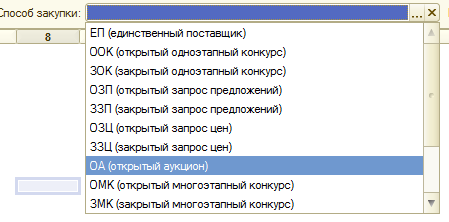 Способ закупки:
8
ЕП (единственный поставщик)
ООК (открытый одноэтапный конкурс)
ЗОК (закрытый одноэтапный конкурс)
ОЗП (открытый запрос предложений)
ЗЗП (закрытый запрос предложений)
ОЗЦ (открытый запрос цен)
ЗЗЦ (закрытый запрос цен)
ОА (открытый аукцион)
ОМК (открытый многоэтапный конкурс)
ЗМК (закрытый многоэтапный конкурс)